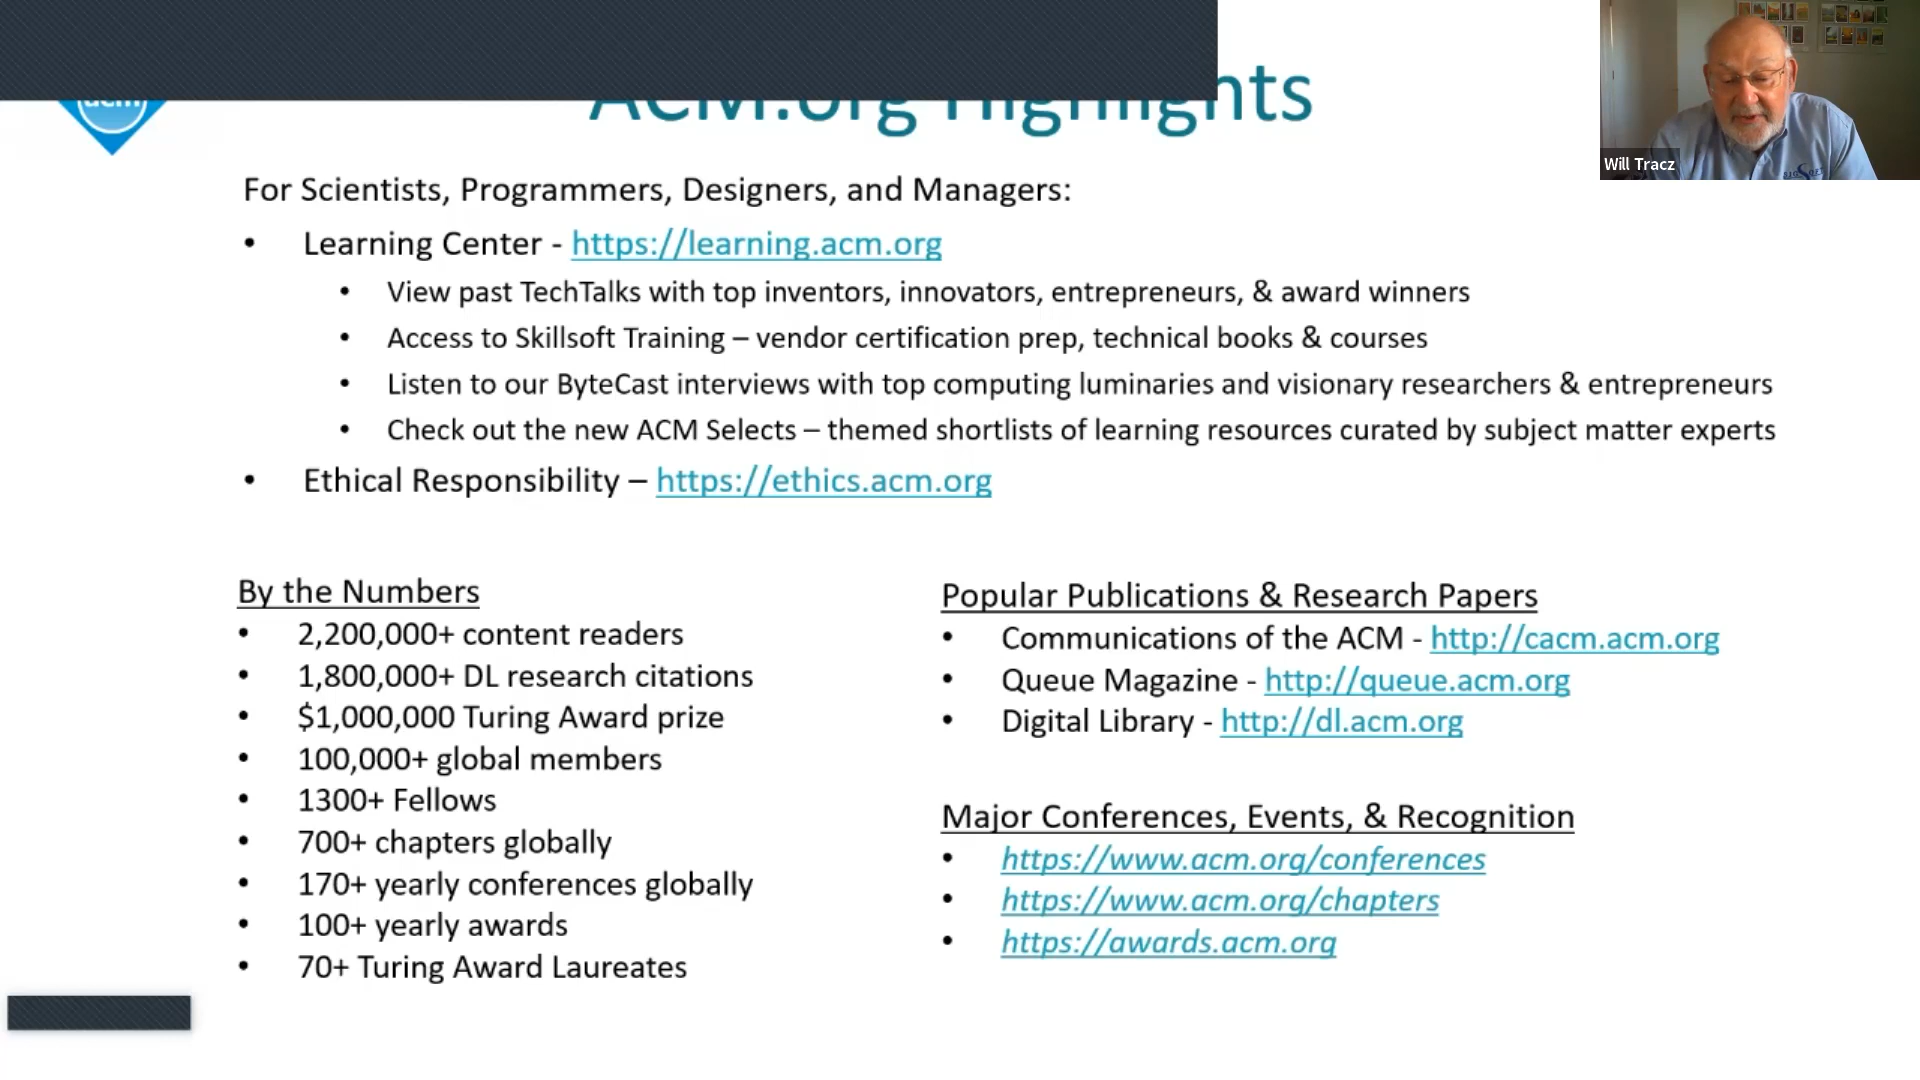 acm
ACM.org Highlights
Will Tracz
For Scientists, Programmers, Designers, and Managers:
• Learning Center - https://learning.acm.org
• View past TechTalks with top inventors, innovators, entrepreneurs, & award winners
• Access to Skillsoft Training – vendor certification prep, technical books & courses
• Listen to our ByteCast interviews with top computing luminaries and visionary researchers & entrepreneurs
• Check out the new ACM Selects – themed shortlists of learning resources curated by subject matter experts
• Ethical Responsibility – https://ethics.acm.org
By the Numbers
• 2,200,000+ content readers
• 1,800,000+ DL research citations
• $1,000,000 Turing Award prize
• 100,000+ global members
• 1300+ Fellows
• 700+ chapters globally
• 170+ yearly conferences globally
• 100+ yearly awards
• 70+ Turing Award Laureates
Popular Publications & Research Papers
• Communications of the ACM - http://cacm.acm.org
• Queue Magazine - http://queue.acm.org
• Digital Library - http://dl.acm.org
Major Conferences, Events, & Recognition
• https://www.acm.org/conferences
• https://www.acm.org/chapters
• https://awards.acm.org